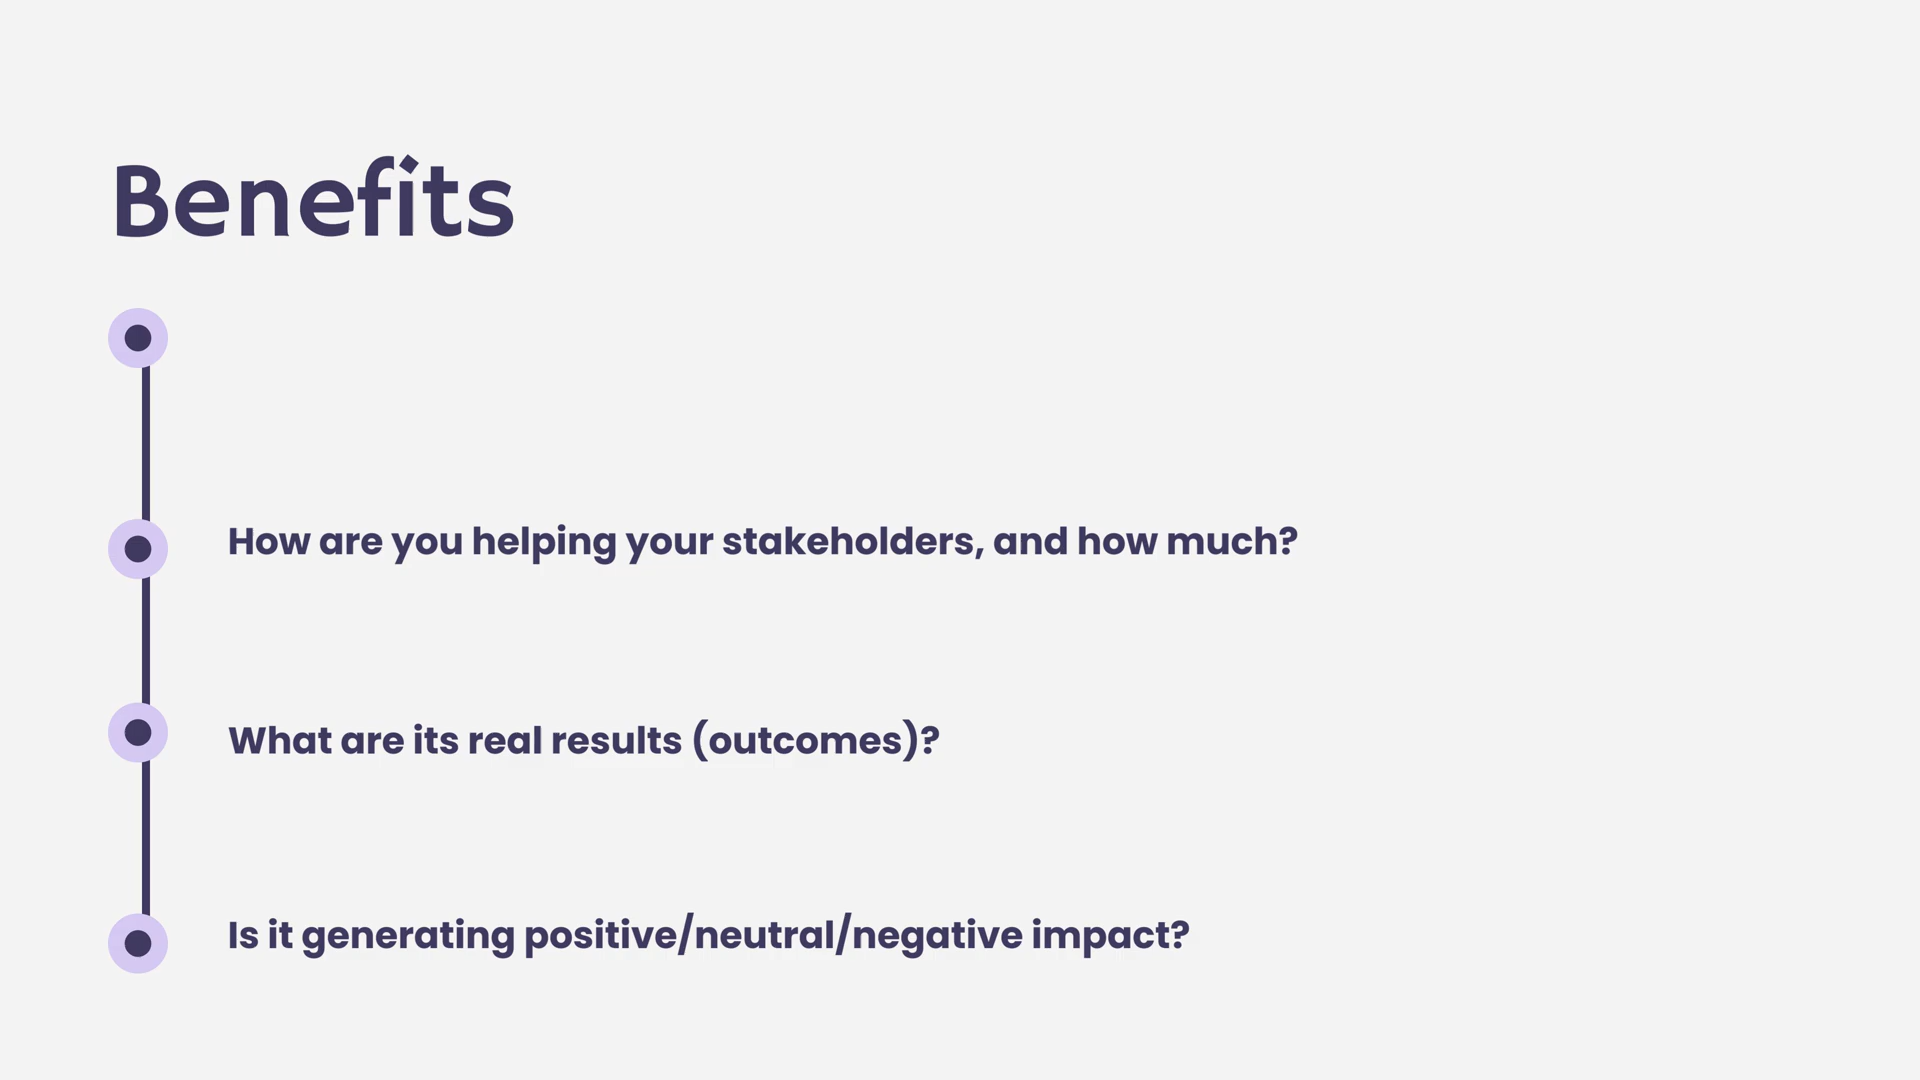 Benefits
How are you helping your stakeholders, and how much?
What are its real results (outcomes)?
Is it generating positive/neutral/negative impact?